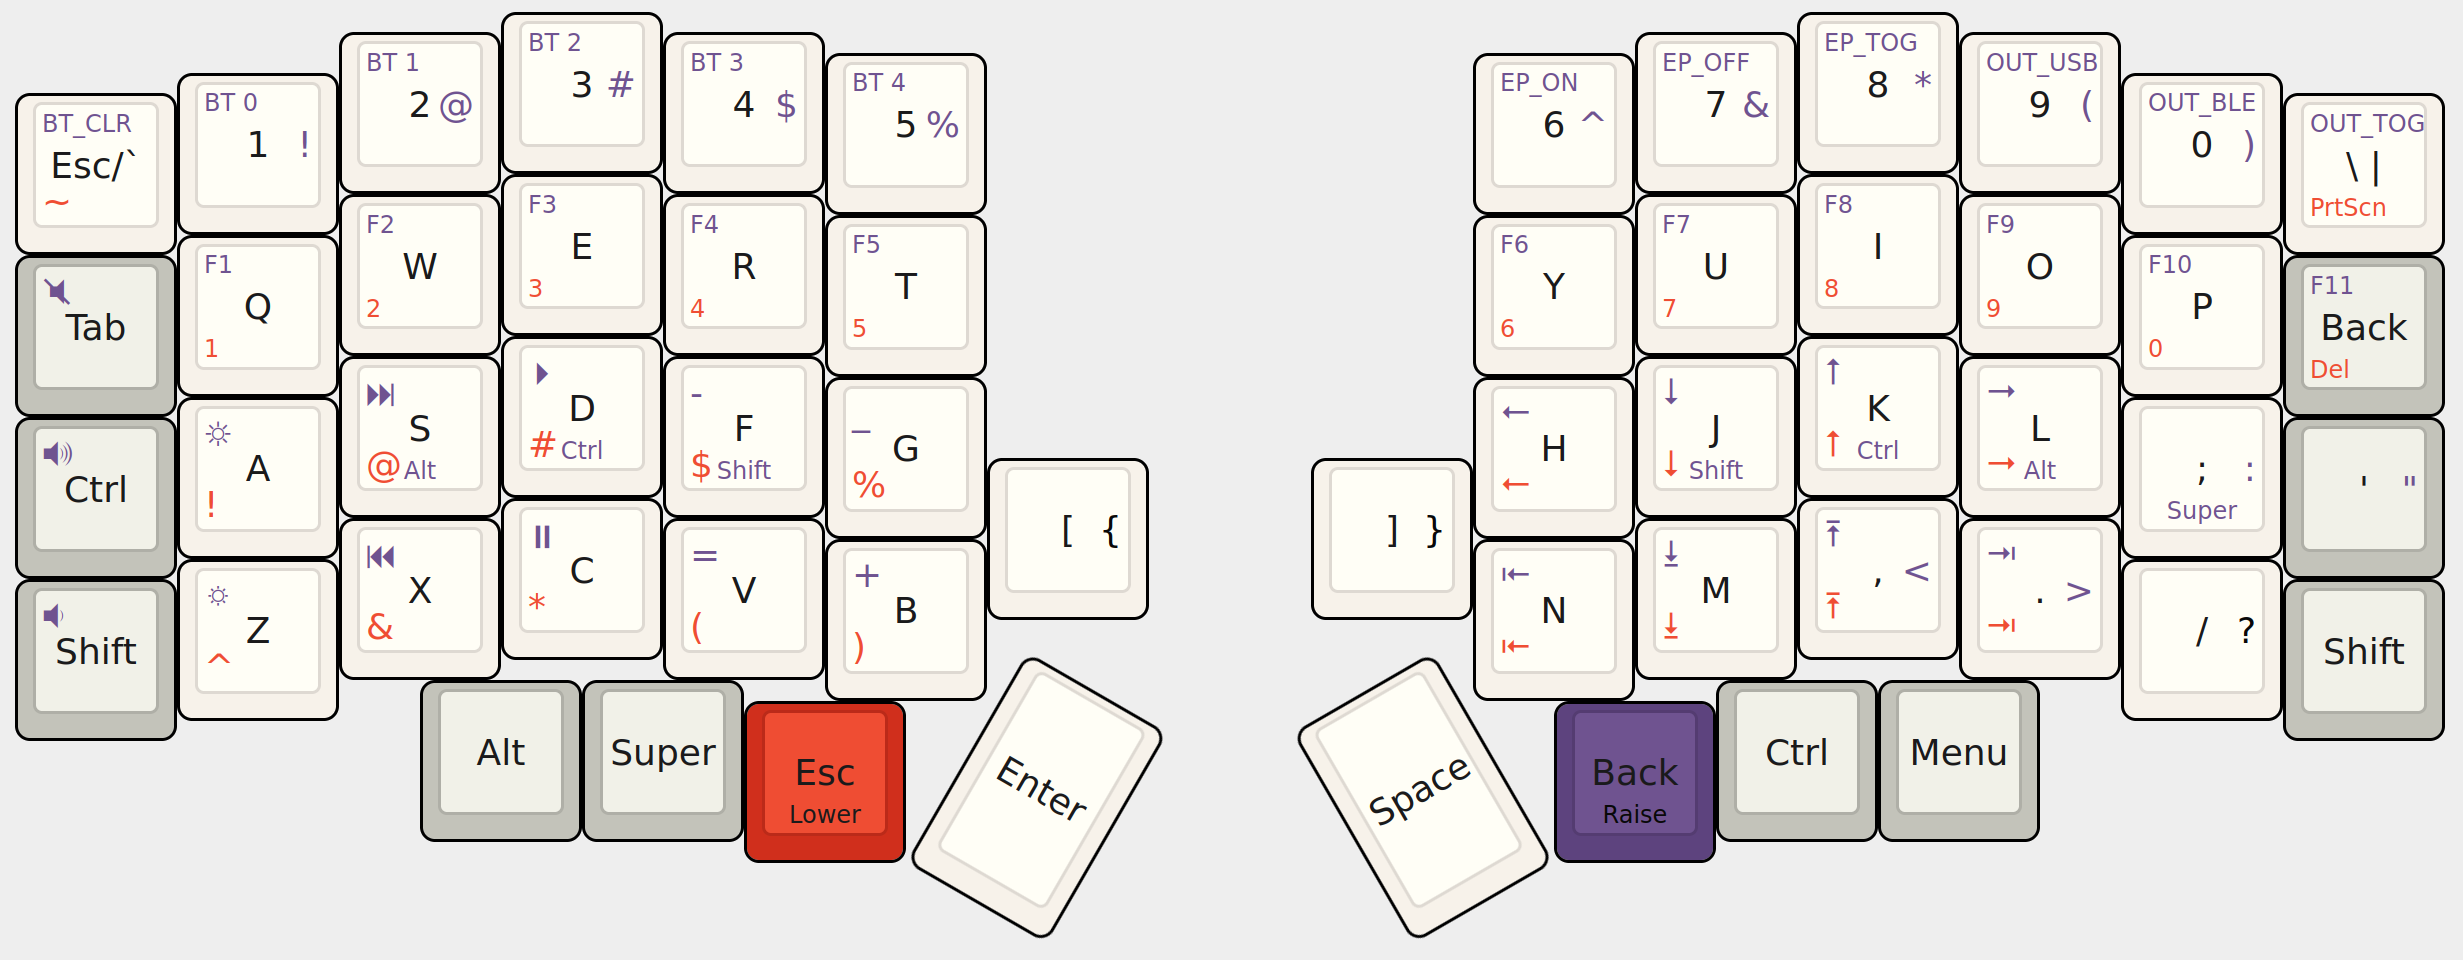 BT_CLR
Esc/`
~
BT 0
1 !
BT 1
2 @
BT 2
3 #
BT 3
4 $
BT 4
5 %
EP_ON
6 ^
EP_OFF
7 &
EP_TOG
8 *
OUT_USB
9 (
OUT_BLE
0 )
OUT_TOG
\ |
PrtScn
Tab
F1
Q
1
F2
W
2
F3
E
3
F4
R
4
F5
T
5
F6
Y
6
F7
U
7
F8
I
8
F9
O
9
F10
P
0
F11
Back
Del
Ctrl
A
!
S
@ Alt
D
# Ctrl
-
F
$ Shift
_
G
%
←
H
←
↓
J
↓ Shift
↑
K
↑ Ctrl
→
L
→ Alt
; :
Super
' "
Shift
Z
^
X
&
C
*
=
V
(
+
B
)
[ {
] }
⇤
N
⇤
⤓
M
⤓
⤒
, <
⤒
⇥
. >
⇥
/ ?
Shift
Alt
Super
Esc
Lower
Enter
Space
Back
Raise
Ctrl
Menu